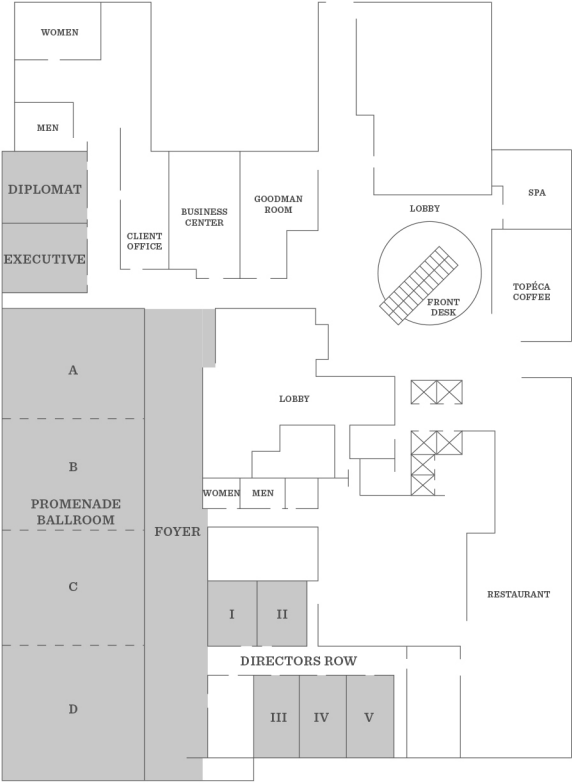 WOMEN
MEN
DIPLOMAT
EXECUTIVE
CLIENT
OFFICE
BUSINESS
CENTER
GOODMAN
ROOM
LOBBY
SPA
TOPÉCA
COFFEE
FRONT
DESK
A
B
PROMENADE
BALLROOM
C
D
FOYER
LOBBY
WOMEN
MEN
I
II
DIRECTORS ROW
III
IV
V
RESTAURANT